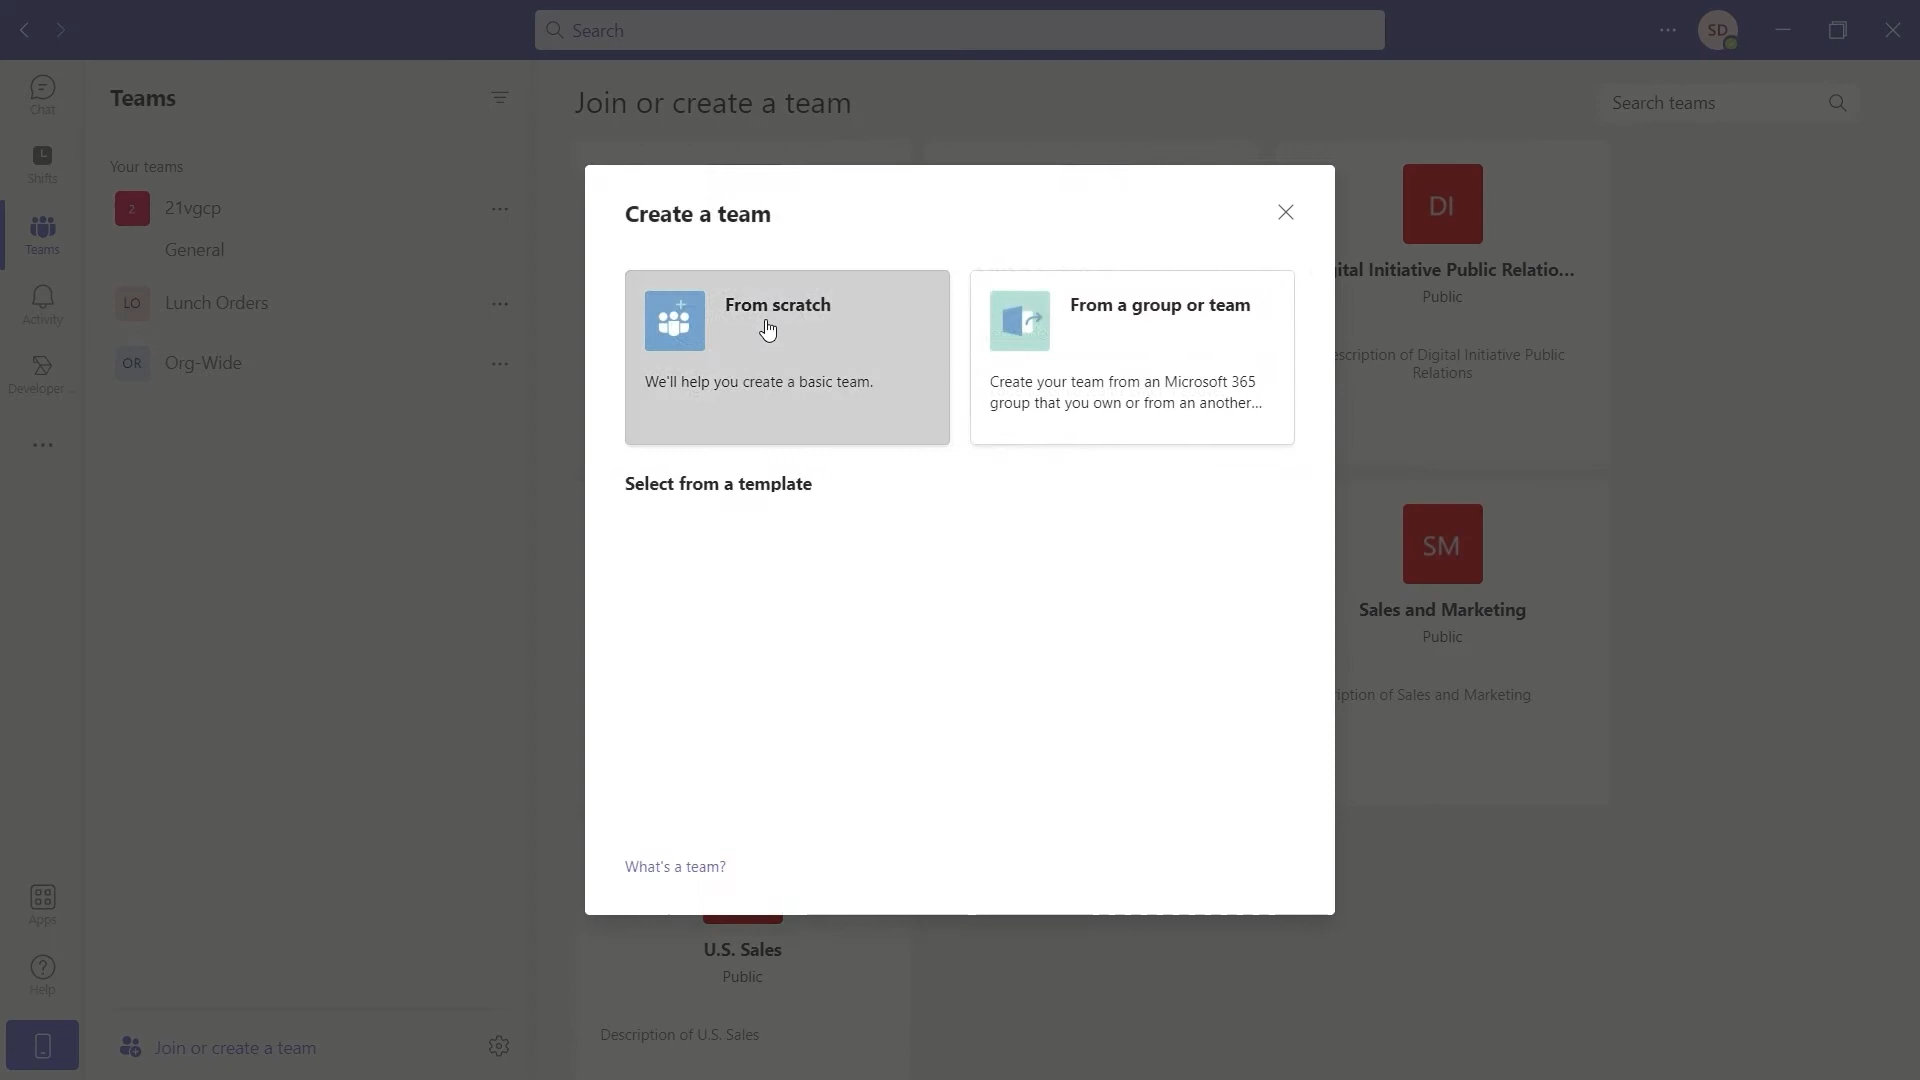 Search
SD
Chat
Shifts
Teams
Activity
Developer ...
Apps
Help
Teams
Your teams
2
21vgcp
General
LO
Lunch Orders
OR
Org-Wide
Join or create a team
Join or create a team
Search teams
Create a team
From scratch
We'll help you create a basic team.
From a group or team
Create your team from an Microsoft 365
group that you own or from an another...
Select from a template
What's a team?
DI
ital Initiative Public Relatio...
Public
scription of Digital Initiative Public
Relations
SM
Sales and Marketing
Public
iption of Sales and Marketing
U.S. Sales
Public
Description of U.S. Sales